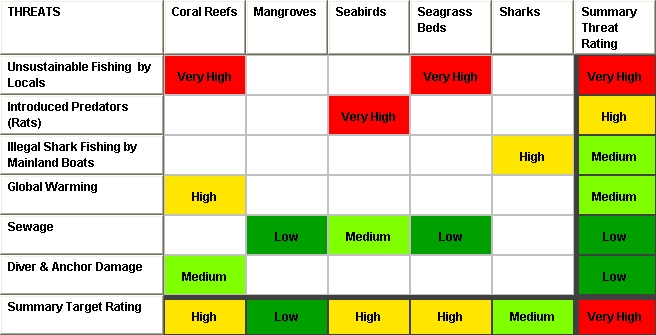 THREATS Coral Reefs Mangroves Seabirds Seagrass Beds Sharks Summary Threat Rating
Unsustainable Fishing by Locals Very High Very High Very High
Introduced Predators (Rats) Very High High
Illegal Shark Fishing by Mainland Boats High Medium
Global Warming High Medium
Sewage Low Medium Low Low
Diver & Anchor Damage Medium Low
Summary Target Rating High Low High High Medium Very High